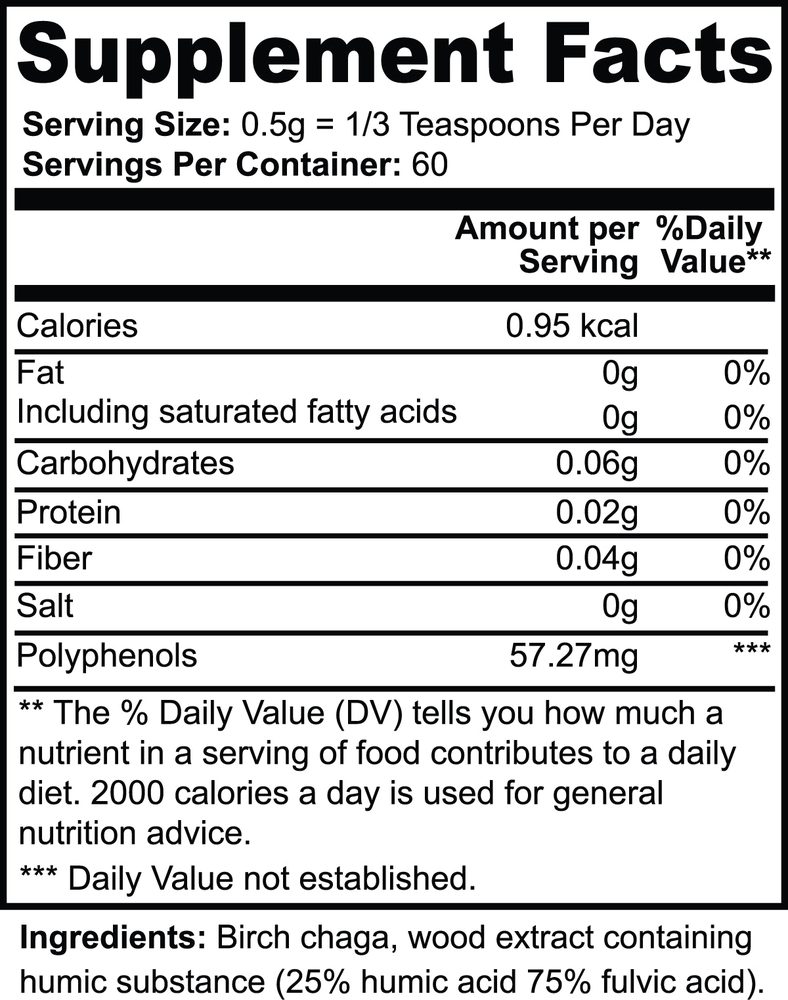 Supplement Facts
Serving Size: 0.5g = 1/3 Teaspoons Per Day
Servings Per Container: 60
Amount per %Daily
Serving Value**
Calories 0.95 kcal
Fat 0g 0%
Including saturated fatty acids 0g 0%
Carbohydrates 0.06g 0%
Protein 0.02g 0%
Fiber 0.04g 0%
Salt 0g 0%
Polyphenols 57.27mg ***
** The % Daily Value (DV) tells you how much a
nutrient in a serving of food contributes to a daily
diet. 2000 calories a day is used for general
nutrition advice.
*** Daily Value not established.
Ingredients: Birch chaga, wood extract containing
humic substance (25% humic acid 75% fulvic acid).